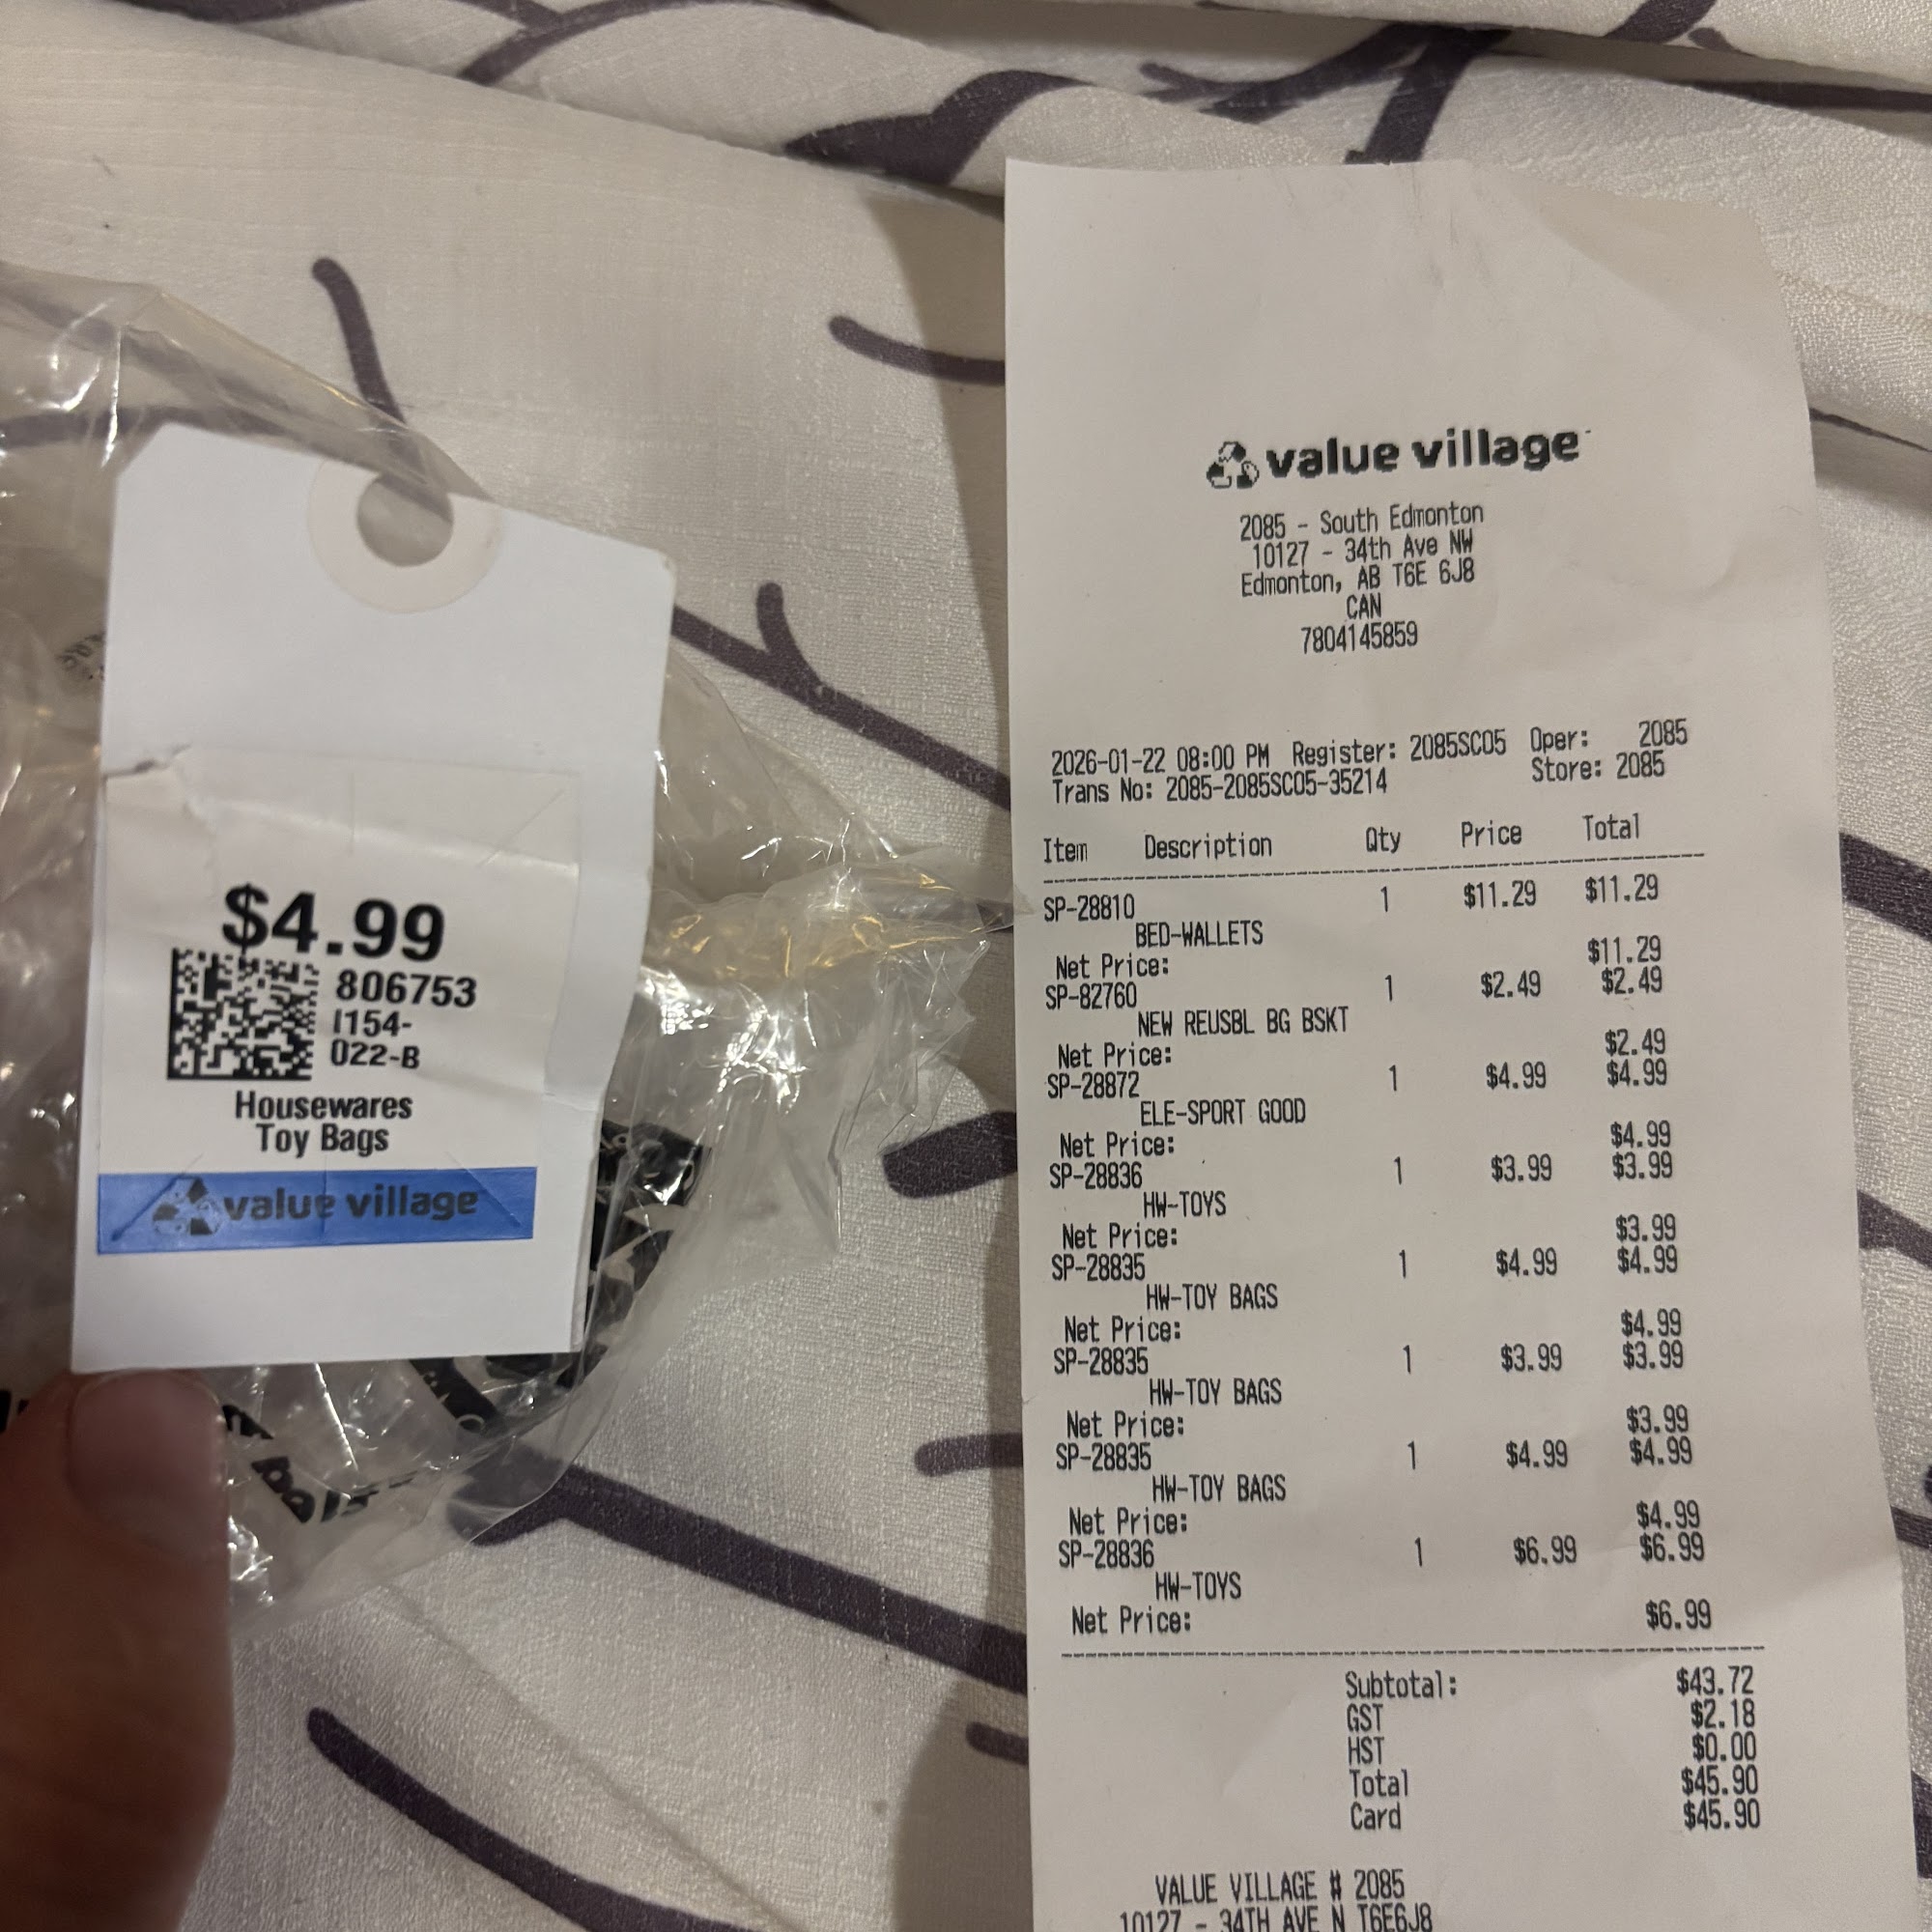 $4.99
806753
I154-
022-B
Housewares
Toy Bags
value village
value village
2085 - South Edmonton
10127 - 34th Ave NW
Edmonton, AB T6E 6J8
CAN
7804145859
2026-01-22 08:00 PM Register: 2085SC05 Oper: 2085
Trans No: 2085-2085SC05-35214 Store: 2085
Item Description Qty Price Total
SP-28810 1 $11.29 $11.29
BED-WALLETS
Net Price: $11.29
SP-82760 1 $2.49 $2.49
NEW REUSBL BG BSKT
Net Price: $2.49
SP-28872 1 $4.99 $4.99
ELE-SPORT GOOD
Net Price: $4.99
SP-28836 1 $3.99 $3.99
HW-TOYS
Net Price: $3.99
SP-28835 1 $4.99 $4.99
HW-TOY BAGS
Net Price: $4.99
SP-28835 1 $3.99 $3.99
HW-TOY BAGS
Net Price: $3.99
SP-28835 1 $4.99 $4.99
HW-TOY BAGS
Net Price: $4.99
SP-28836 1 $6.99 $6.99
HW-TOYS
Net Price: $6.99
Subtotal: $43.72
GST $2.18
HST $0.00
Total $45.90
Card $45.90
VALUE VILLAGE # 2085
10127 - 34TH AVE N T6E6J8